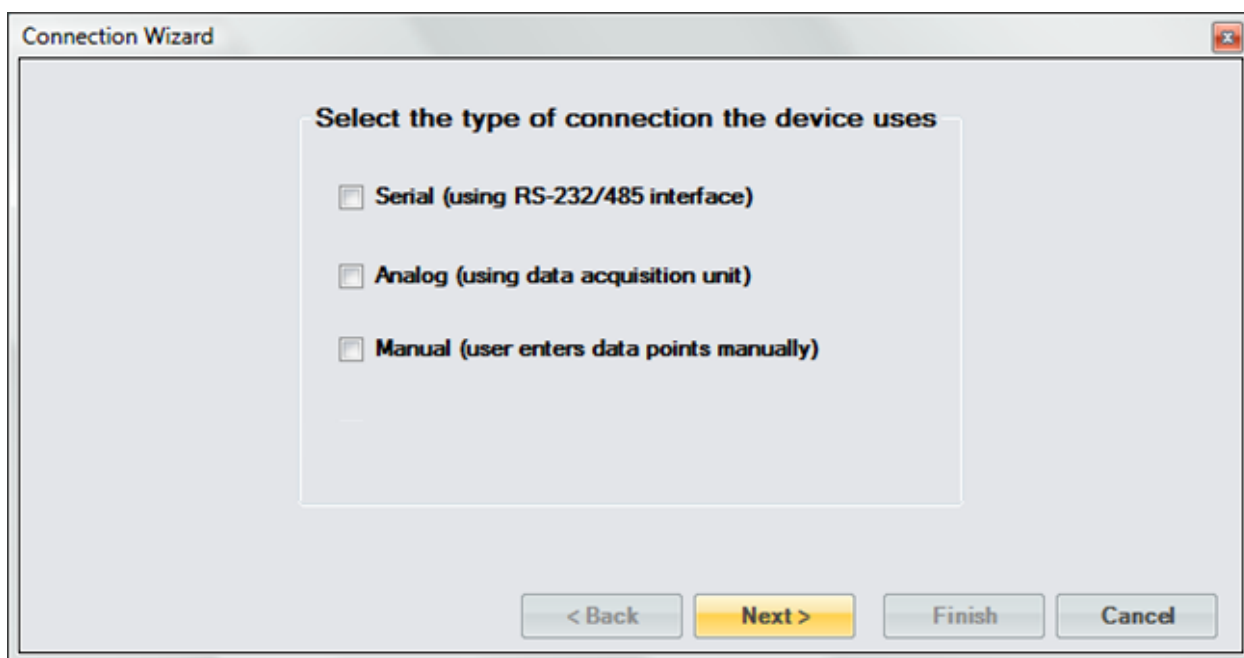 Connection Wizard
Select the type of connection the device uses
Serial (using RS-232/485 interface)
Analog (using data acquisition unit)
Manual (user enters data points manually)
< Back Next > Finish Cancel